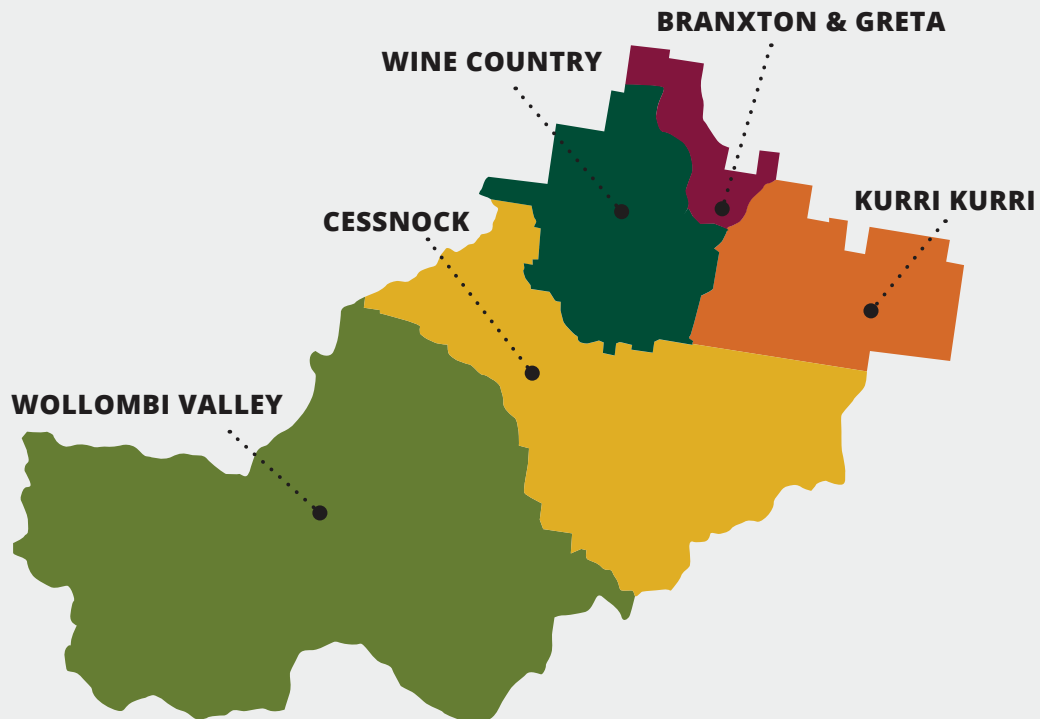 BRANXTON & GRETA
WINE COUNTRY
KURRI KURRI
CESSNOCK
WOLLOMBI VALLEY